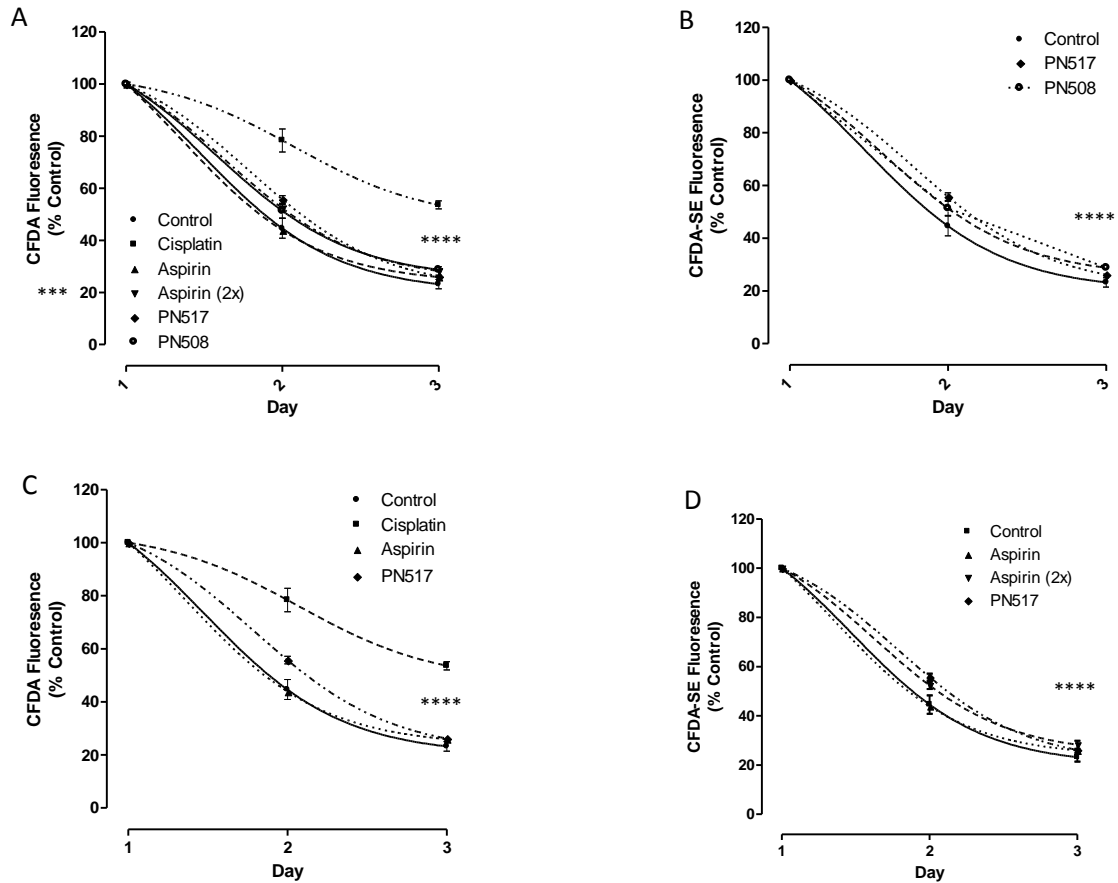 A
120
100
80
60
40
20
0
CFDA Fluoresence
(% Control)
Control
Cisplatin
Aspirin
Aspirin (2x)
PN517
PN508
***
****
1 2 3
Day
B
120
100
80
60
40
20
0
CFDA-SE Fluoresence
(% Control)
Control
PN517
PN508
****
1 2 3
Day
C
120
100
80
60
40
20
0
CFDA Fluoresence
(% Control)
Control
Cisplatin
Aspirin
PN517
****
1 2 3
Day
D
120
100
80
60
40
20
0
CFDA-SE Fluoresence
(% Control)
Control
Aspirin
Aspirin (2x)
PN517
****
1 2 3
Day